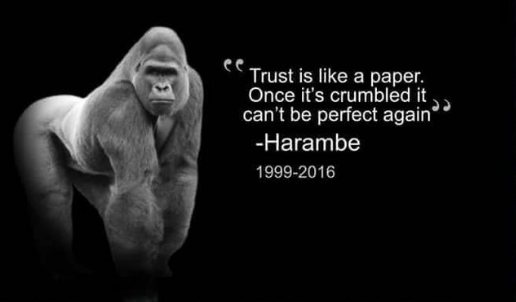 “Trust is like a paper.
Once it’s crumbled it
can’t be perfect again”
-Harambe
1999-2016